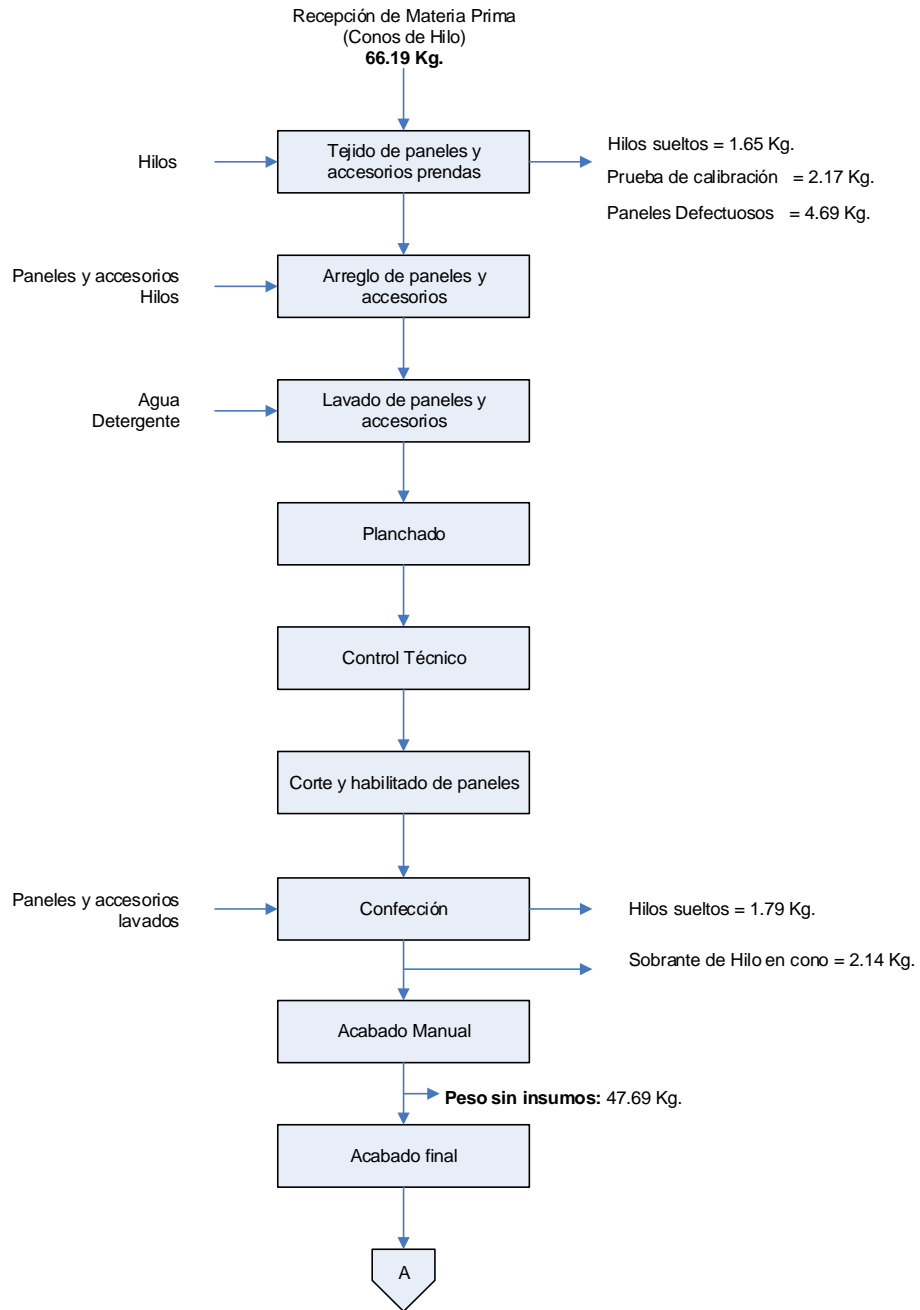 Recepción de Materia Prima
(Conos de Hilo)
66.19 Kg.
Hilos
Tejido de paneles y
accesorios prendas
Hilos sueltos = 1.65 Kg.
Prueba de calibración = 2.17 Kg.
Paneles Defectuosos = 4.69 Kg.
Paneles y accesorios
Hilos
Arreglo de paneles y
accesorios
Agua
Detergente
Lavado de paneles y
accesorios
Planchado
Control Técnico
Corte y habilitado de paneles
Paneles y accesorios
lavados
Confección
Hilos sueltos = 1.79 Kg.
Sobrante de Hilo en cono = 2.14 Kg.
Acabado Manual
Peso sin insumos: 47.69 Kg.
Acabado final
A